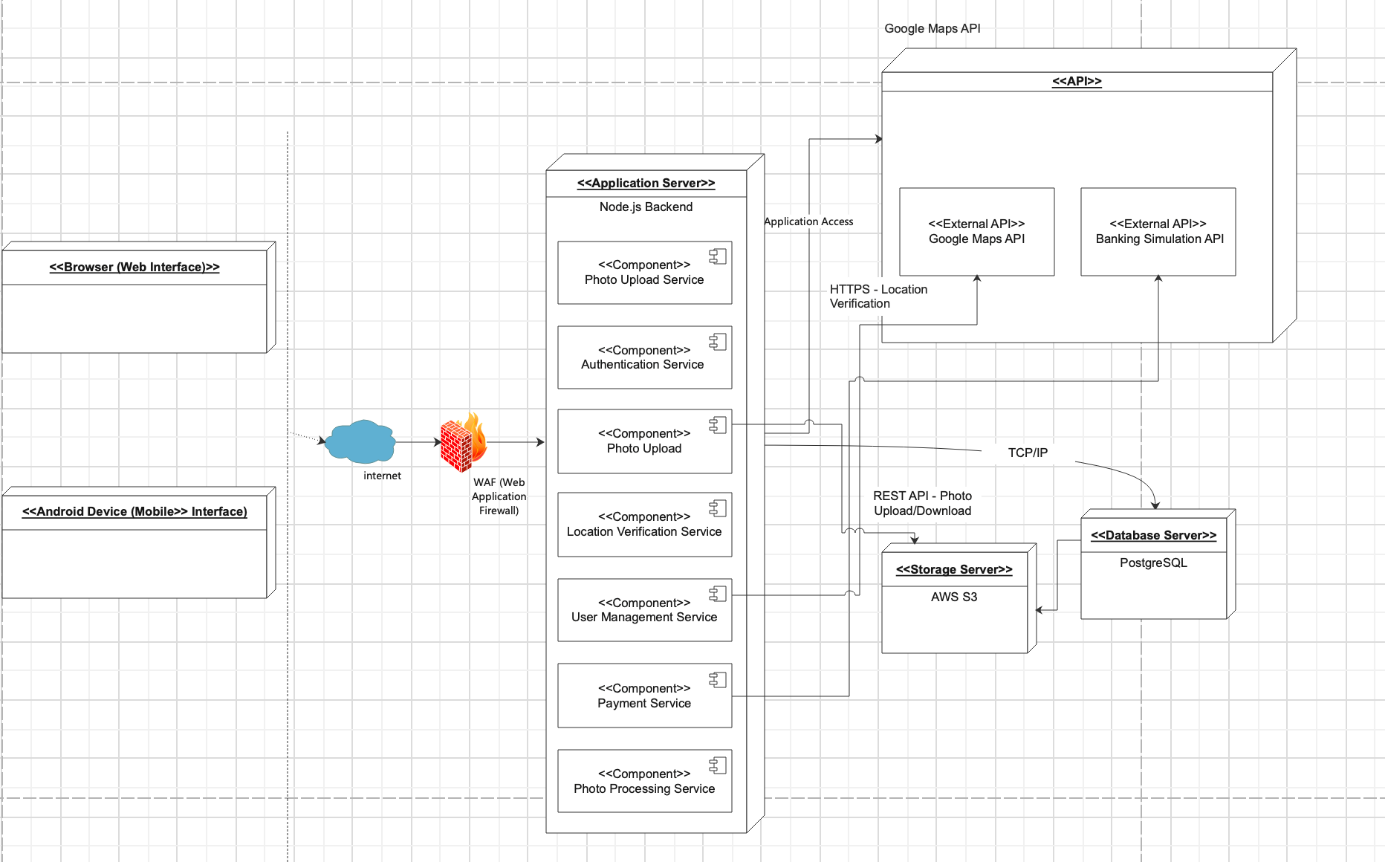 Google Maps API
<<API>>
<<Application Server>>
Node.js Backend
Application Access
<<External API>>
Google Maps API
<<External API>>
Banking Simulation API
<<Browser (Web Interface)>>
<<Component>>
Photo Upload Service
HTTPS - Location
Verification
<<Component>>
Authentication Service
<<Component>>
Photo Upload
TCP/IP
internet
WAF (Web
Application
Firewall)
REST API - Photo
Upload/Download
<<Android Device (Mobile>> Interface)
<<Component>>
Location Verification Service
<<Database Server>>
PostgreSQL
<<Storage Server>>
AWS S3
<<Component>>
User Management Service
<<Component>>
Payment Service
<<Component>>
Photo Processing Service